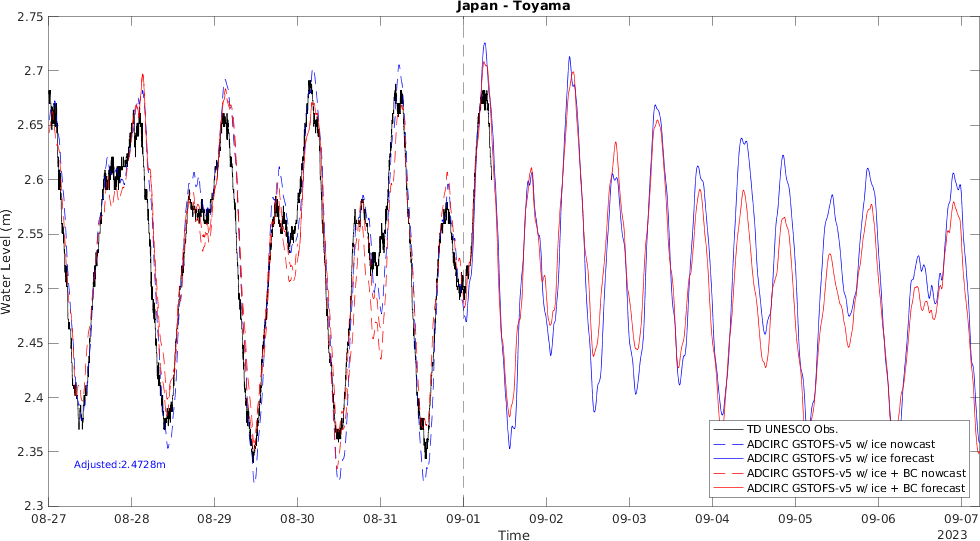 Japan - Toyama
Water Level (m)
2.75
2.7
2.65
2.6
2.55
2.5
2.45
2.4
2.35
2.3
Adjusted:2.4728m
TD UNESCO Obs.
ADCIRC GSTOFS-v5 w/ ice nowcast
ADCIRC GSTOFS-v5 w/ ice forecast
ADCIRC GSTOFS-v5 w/ ice + BC nowcast
ADCIRC GSTOFS-v5 w/ ice + BC forecast
08-27 08-28 08-29 08-30 08-31 09-01 09-02 09-03 09-04 09-05 09-06 09-07
Time
2023